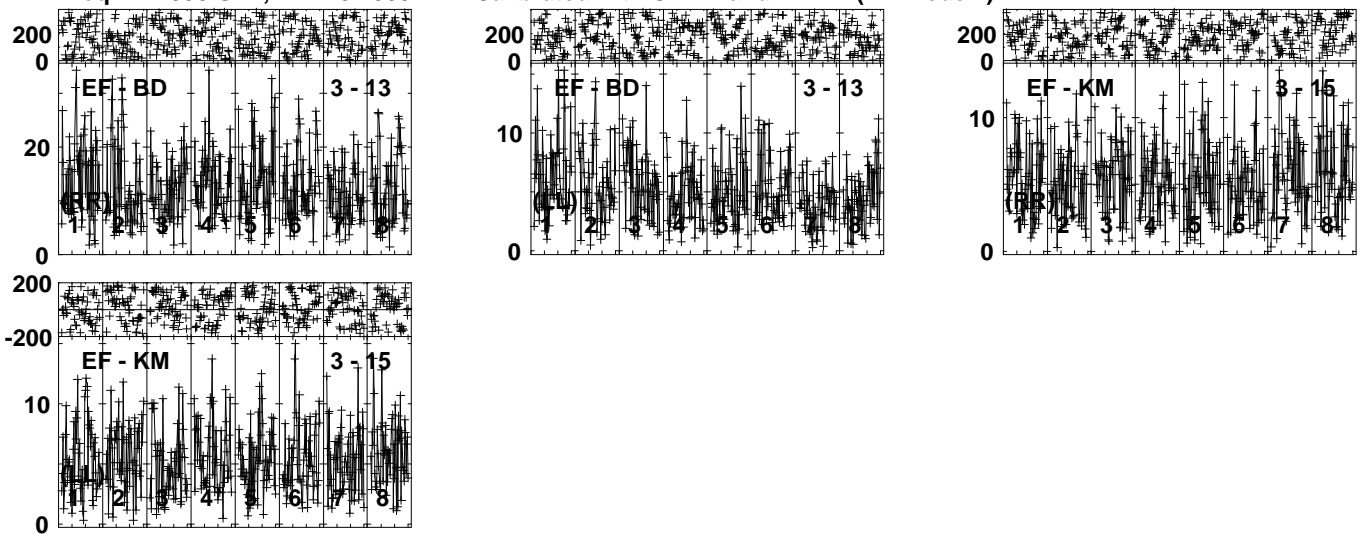 200 200 200
0 0 0
EF - BD 3 - 13 EF - BD 3 - 13 EF - KM 3 - 15
20 10 10
(RR) (LL) (RR)
1 2 3 4 5 6 7 8 1 2 3 4 5 6 7 8 1 2 3 4 5 6 7 8
0 0 0
200
-200
EF - KM 3 - 15
10
(LL)
1 2 3 4 5 6 7 8
0